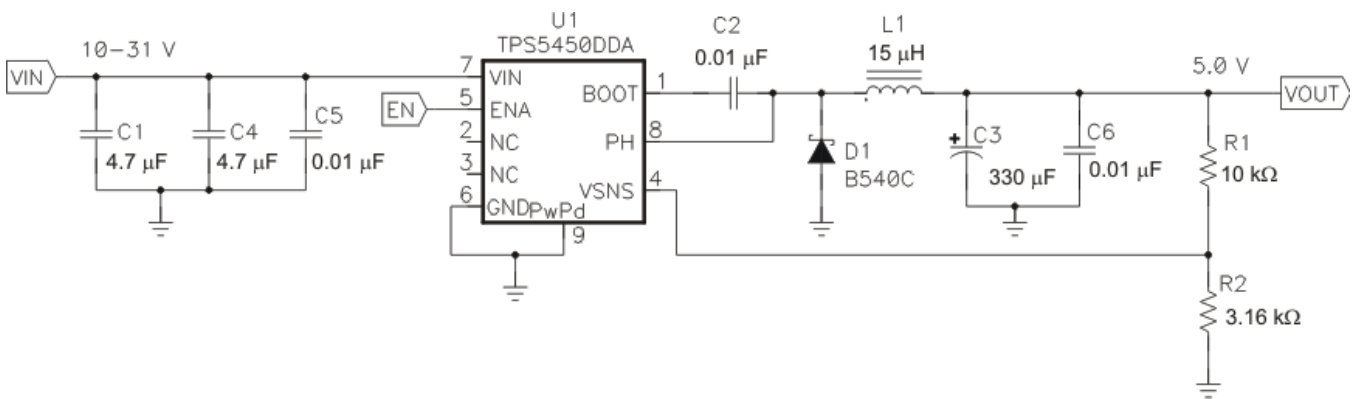 U1
TPS5450DDA
10-31 V
VIN
C1
4.7 µF
C4
4.7 µF
C5
0.01 µF
EN
7
5
2
3
6
VIN
ENA
NC
NC
GND
PwPd
9
BOOT
PH
VSNS
1
8
4
C2
0.01 µF
D1
B540C
L1
15 µH
C3
330 µF
C6
0.01 µF
5.0 V
VOUT
R1
10 kΩ
R2
3.16 kΩ